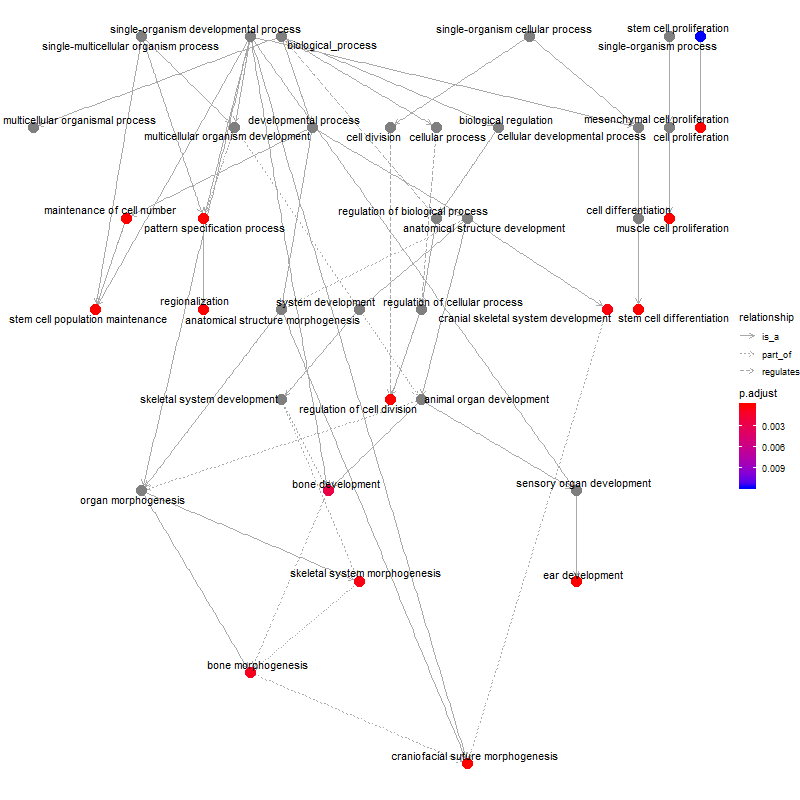 single-organism developmental process
single-organism cellular process
stem cell proliferation
single-multicellular organism process
biological_process
single-organism process
multicellular organismal process
developmental process
biological regulation
mesenchymal cell proliferation
multicellular organism development
cell division
cellular process
cellular developmental process
cell proliferation
maintenance of cell number
regulation of biological process
cell differentiation
pattern specification process
anatomical structure development
muscle cell proliferation
regionalization
system development
regulation of cellular process
stem cell population maintenance
anatomical structure morphogenesis
cranial skeletal system development
stem cell differentiation
relationship
is_a
part_of
regulates
p.adjust
0.003
0.006
0.009
skeletal system development
regulation of cell division
animal organ development
organ morphogenesis
bone development
sensory organ development
skeletal system morphogenesis
ear development
bone morphogenesis
craniofacial suture morphogenesis